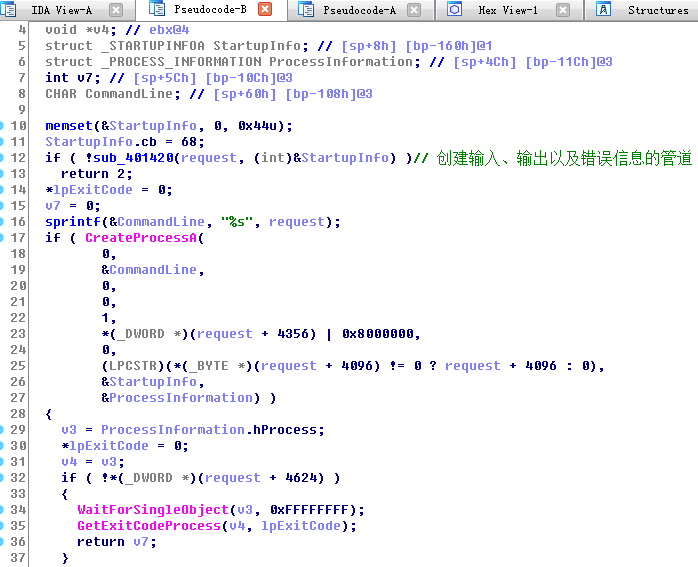 IDA View-A Pseudocode-B Pseudocode-A Hex View-1 Structures
4 void *v4; // ebx@4
5 struct _STARTUPINFOA StartupInfo; // [sp+8h] [bp-160h]@1
6 struct _PROCESS_INFORMATION ProcessInformation; // [sp+4Ch] [bp-11Ch]@3
7 int v7; // [sp+5Ch] [bp-10Ch]@3
8 CHAR CommandLine; // [sp+60h] [bp-108h]@3
9
10 memset(&StartupInfo, 0, 0x44u);
11 StartupInfo.cb = 68;
12 if ( !sub_401420(request, (int)&StartupInfo) )// 创建输入、输出以及错误信息的管道
13 return 2;
14 *lpExitCode = 0;
15 v7 = 0;
16 sprintf(&CommandLine, "%s", request);
17 if ( CreateProcessA(
18 0,
19 &CommandLine,
20 0,
21 0,
22 1,
23 *(_DWORD *)(request + 4356) | 0x8000000,
24 0,
25 (LPCSTR)(*(_BYTE *)(request + 4096) != 0 ? request + 4096 : 0),
26 &StartupInfo,
27 &ProcessInformation) )
28 {
29 v3 = ProcessInformation.hProcess;
30 *lpExitCode = 0;
31 v4 = v3;
32 if ( !*(_DWORD *)(request + 4624) )
33 {
34 WaitForSingleObject(v3, 0xFFFFFFFF);
35 GetExitCodeProcess(v4, lpExitCode);
36 return v7;
37 }